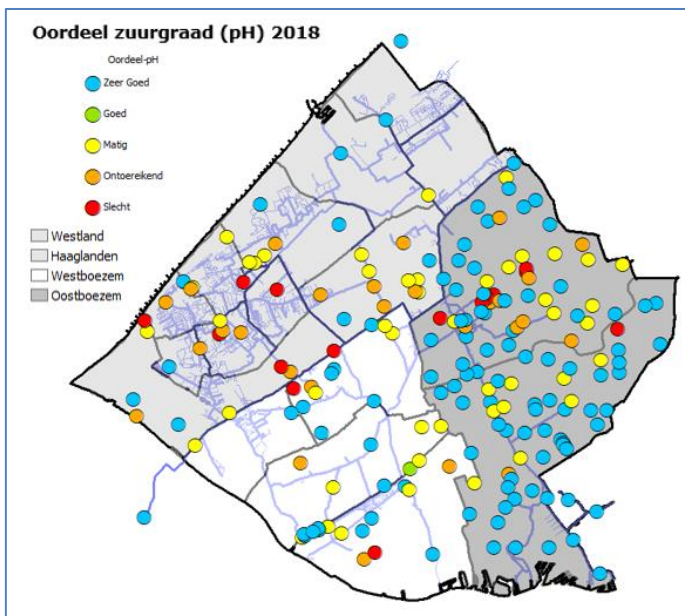 Oordeel zuurgraad (pH) 2018
Oordeel-pH
Zeer Goed
Goed
Matig
Ontoereikend
Slecht
Westland
Haaglanden
Westboezem
Oostboezem